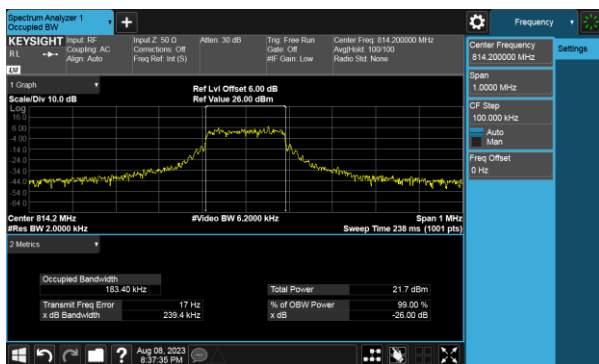 Spectrum Analyzer 1
Occupied BW
Frequency
KEYSIGHT
RL
Input: RF
Coupling: AC
Align: Auto
Input Z: 50 Ω
Corrections: Off
Freq Ref: Int (S)
Atten: 30 dB
Trig: Free Run
Gate: Off
#IF Gain: Low
Center Freq: 814.200000 MHz
Avg|Hold: 100/100
Radio Std: None
Center Frequency
814.200000 MHz
Settings
Span
1.0000 MHz
CF Step
100.000 kHz
Auto
Man
Freq Offset
0 Hz
1 Graph
Scale/Div 10.0 dB
Ref Lvl Offset 6.00 dB
Ref Value 26.00 dBm
Log
16.0
6.00
-4.00
-14.0
-24.0
-34.0
-44.0
-54.0
-64.0
Center 814.2 MHz
#Res BW 2.0000 kHz
#Video BW 6.2000 kHz
Span 1 MHz
Sweep Time 238 ms (1001 pts)
2 Metrics
Occupied Bandwidth
183.40 kHz
Total Power
21.7 dBm
Transmit Freq Error
17 Hz
% of OBW Power
99.00 %
x dB Bandwidth
239.4 kHz
x dB
-26.00 dB
Aug 08, 2023
8:37:35 PM